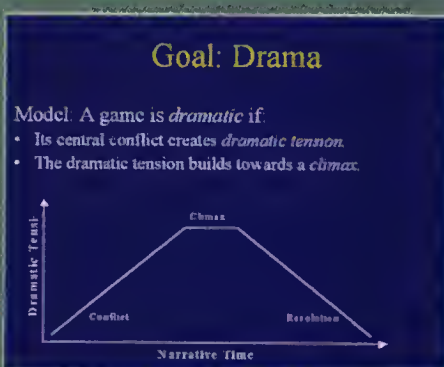 Goal: Drama
Model: A game is dramatic if:
• Its central conflict creates dramatic tension.
• The dramatic tension builds towards a climax.
Climax
Dramatic Tensi
Conflict
Resolution
Narrative Time